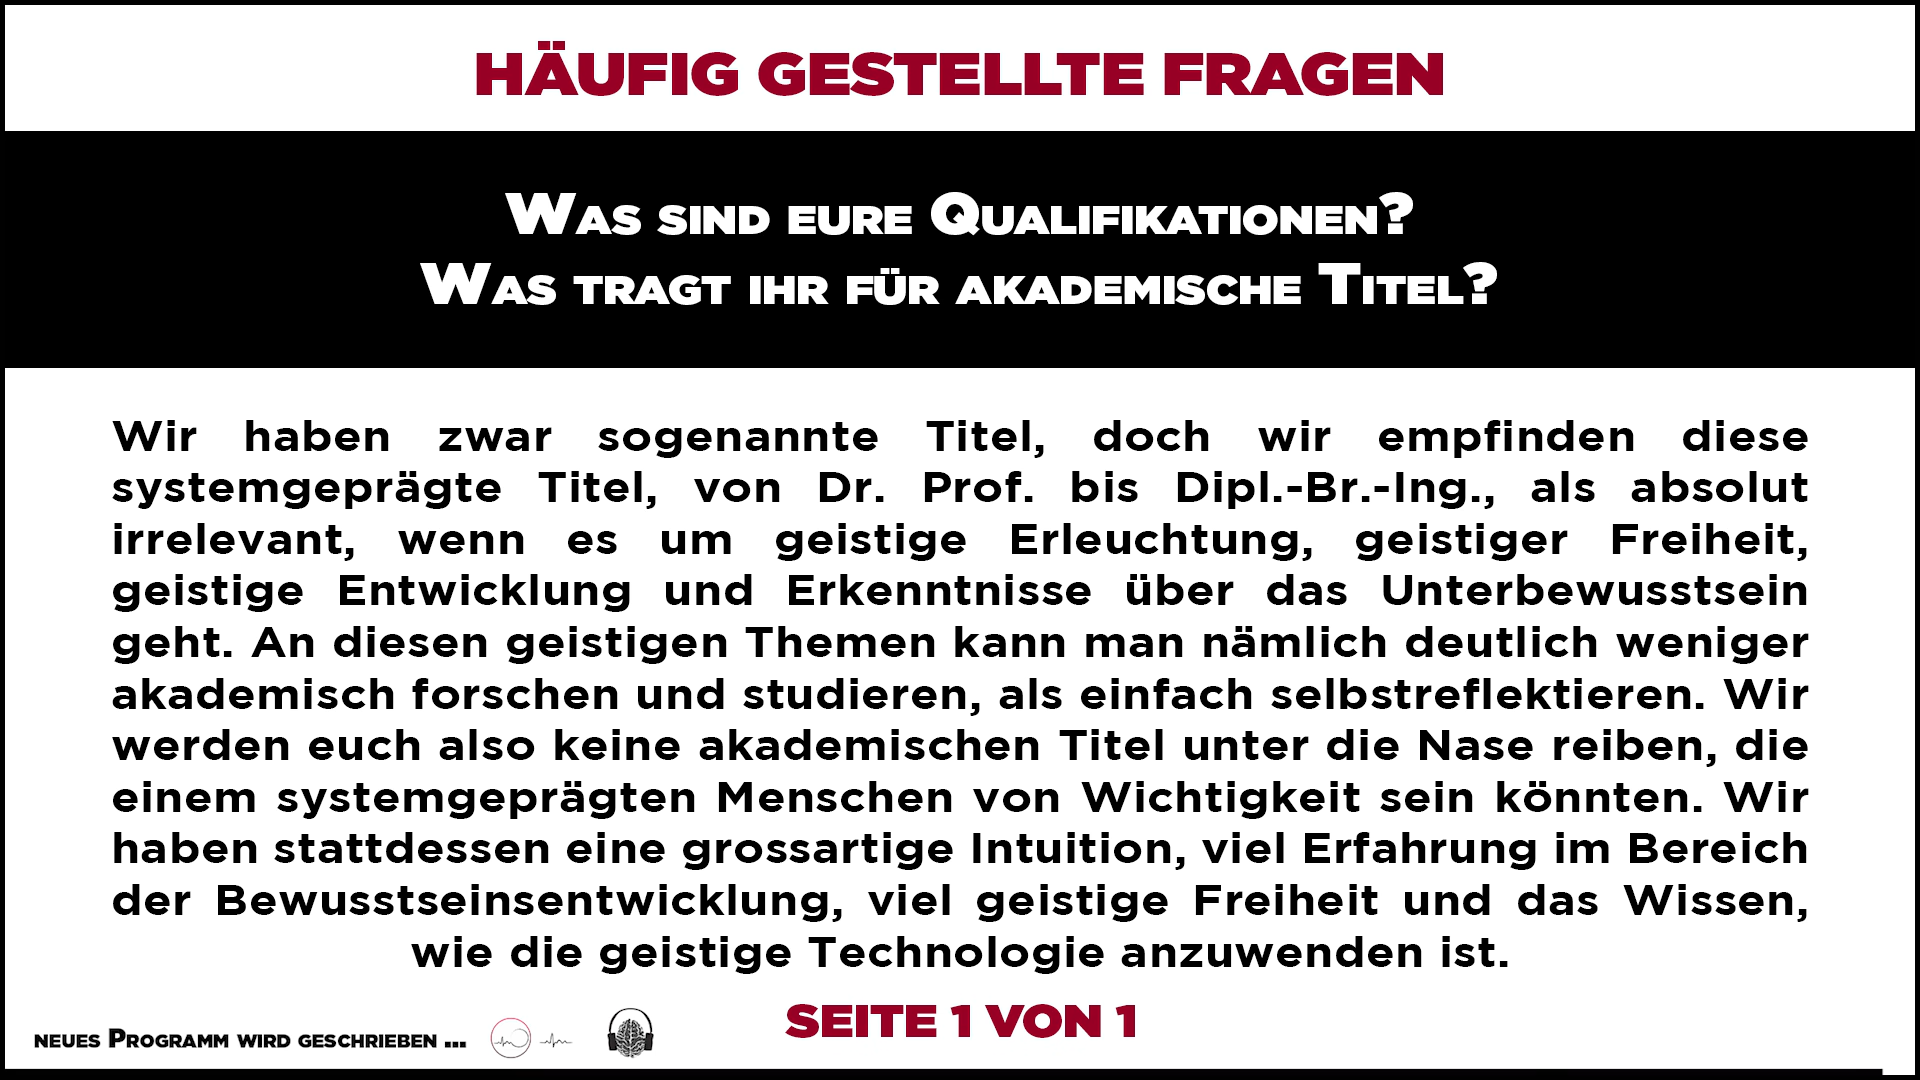 HÄUFIG GESTELLTE FRAGEN
WAS SIND EURE QUALIFIKATIONEN?
WAS TRAGT IHR FÜR AKADEMISCHE TITEL?
Wir haben zwar sogenannte Titel, doch wir empfinden diese
systemgeprägte Titel, von Dr. Prof. bis Dipl.-Br.-Ing., als absolut
irrelevant, wenn es um geistige Erleuchtung, geistiger Freiheit,
geistige Entwicklung und Erkenntnisse über das Unterbewusstsein
geht. An diesen geistigen Themen kann man nämlich deutlich weniger
akademisch forschen und studieren, als einfach selbstreflektieren. Wir
werden euch also keine akademischen Titel unter die Nase reiben, die
einem systemgeprägten Menschen von Wichtigkeit sein könnten. Wir
haben stattdessen eine grossartige Intuition, viel Erfahrung im Bereich
der Bewusstseinsentwicklung, viel geistige Freiheit und das Wissen,
wie die geistige Technologie anzuwenden ist.
SEITE 1 VON 1
NEUES PROGRAMM WIRD GESCHRIEBEN ...